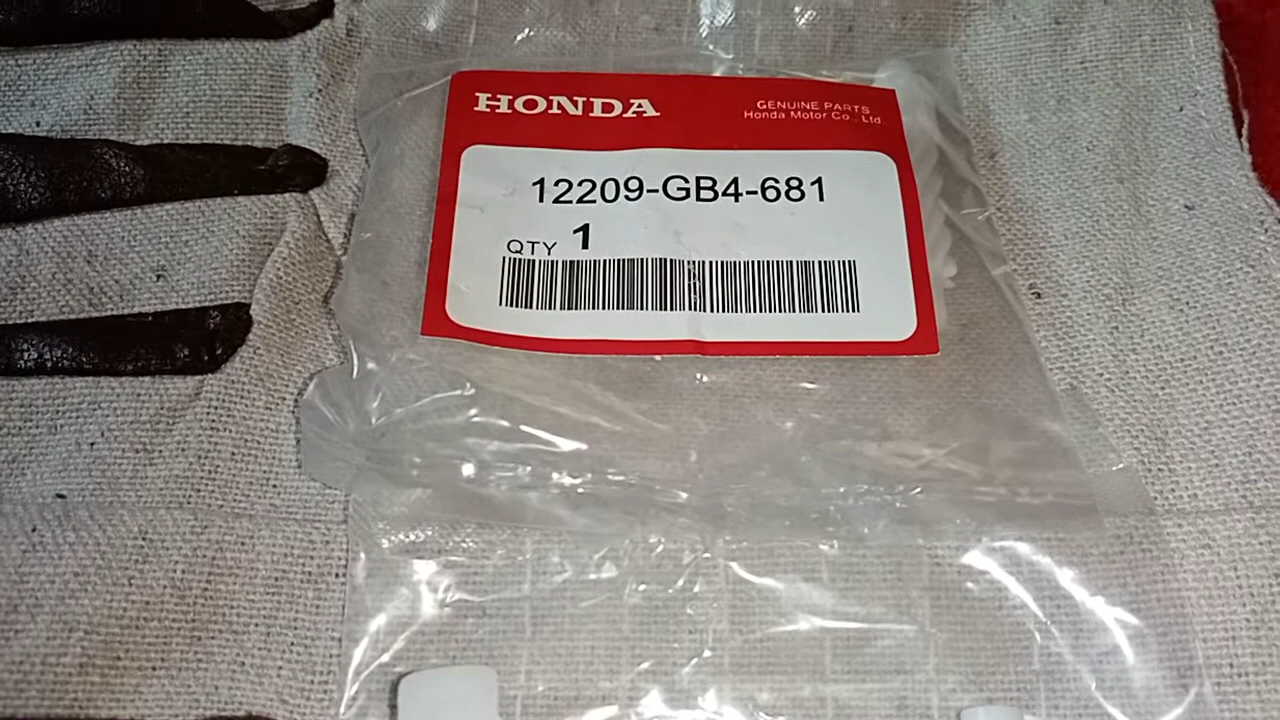 HONDA
GENUINE PARTS
Honda Motor Co., Ltd
12209-GB4-681
QTY 1